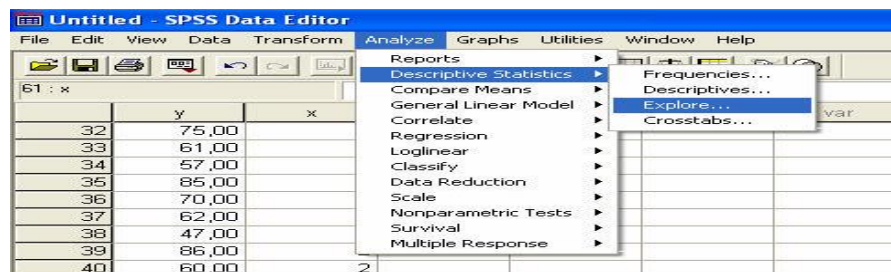 Untitled - SPSS Data Editor
File Edit View Data Transform Analyze Graphs Utilities Window Help
61 : x
Reports
Descriptive Statistics
Compare Means
General Linear Model
Correlate
Regression
Loglinear
Classify
Data Reduction
Scale
Nonparametric Tests
Survival
Multiple Response
Frequencies...
Descriptives...
Explore...
Crosstabs...
y x var
32 75,00
33 61,00
34 57,00
35 85,00
36 70,00
37 62,00
38 47,00
39 86,00
40 60,00 2